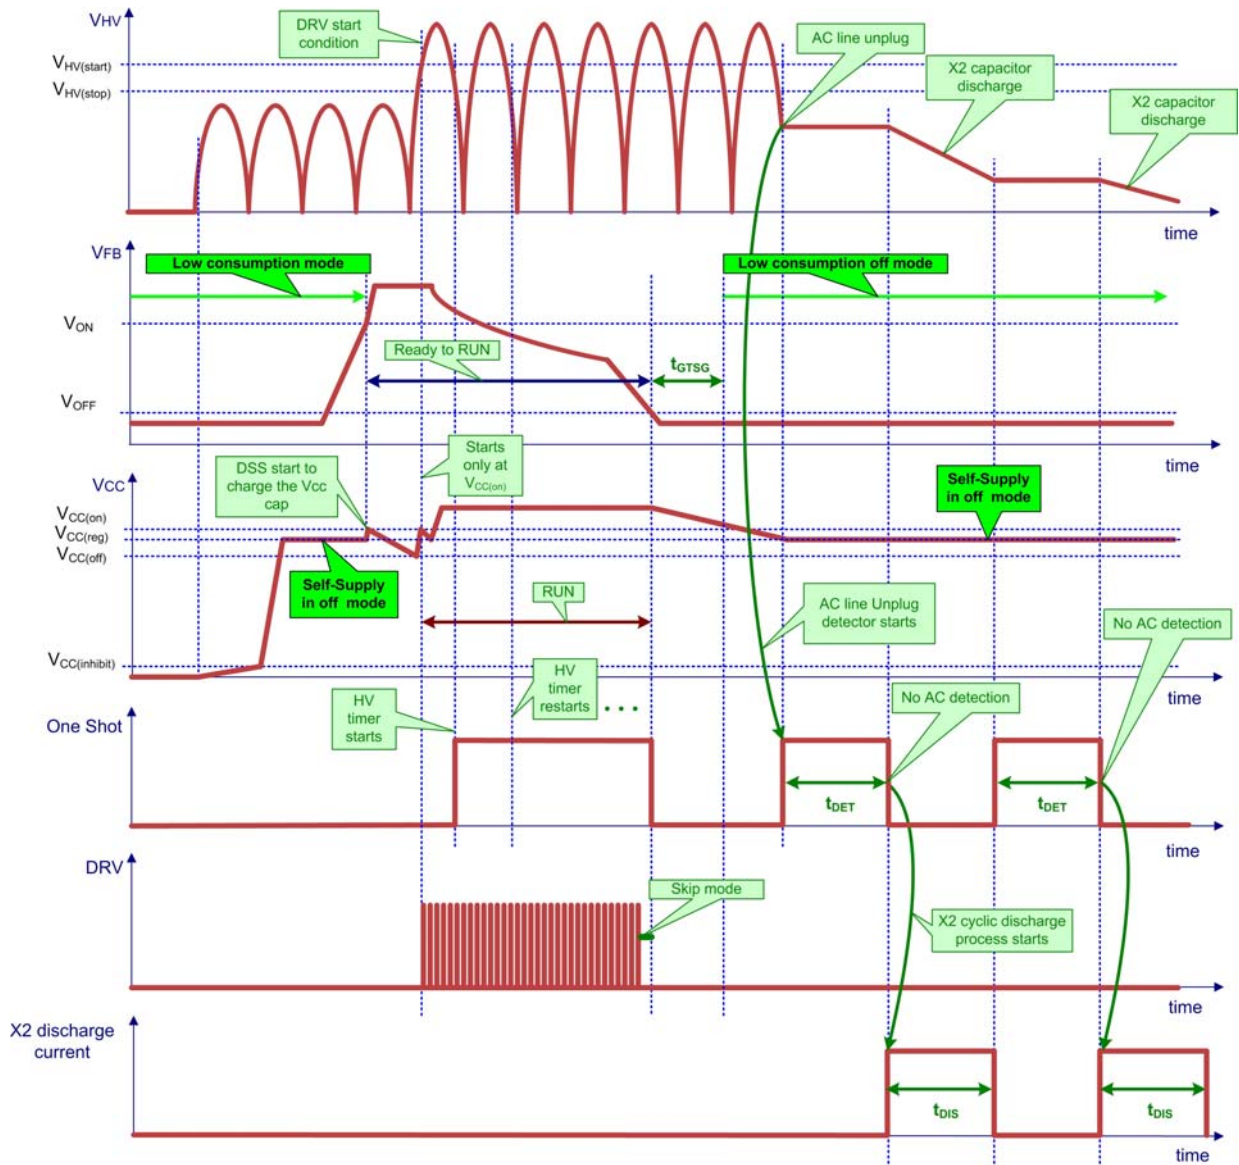 VHV
DRV start
condition
AC line unplug
VHV(start)
VHV(stop)
X2 capacitor
discharge
X2 capacitor
discharge
time
VFB
Low consumption mode
Low consumption off mode
VON
Ready to RUN
tGTSG
VOFF
time
VCC
DSS start to
charge the Vcc
cap
Starts
only at
VCC(on)
Self-Supply
in off mode
VCC(on)
VCC(reg)
VCC(off)
Self-Supply
in off mode
RUN
AC line Unplug
detector starts
No AC detection
VCC(inhibit)
time
One Shot
HV
timer
starts
HV
timer
restarts
...
No AC detection
tDET
tDET
time
DRV
Skip mode
X2 cyclic discharge
process starts
time
X2 discharge
current
tDIS
tDIS
time